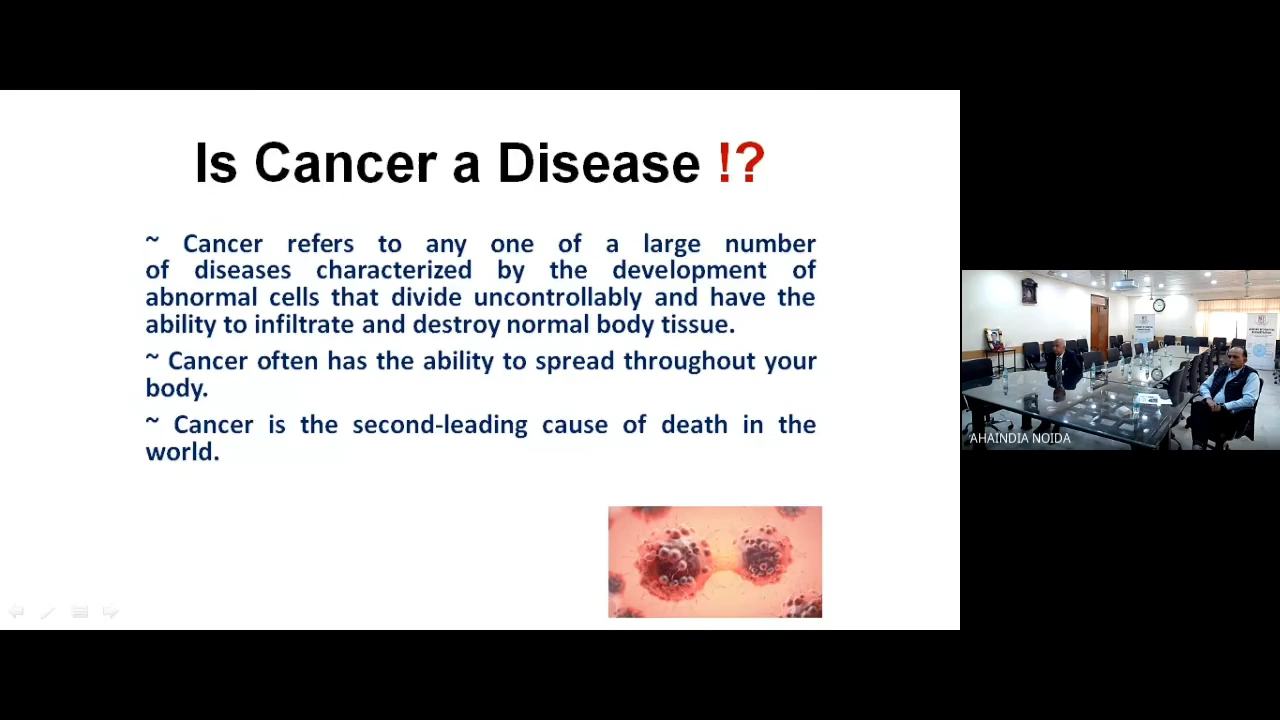 Is Cancer a Disease !?
~ Cancer refers to any one of a large number
of diseases characterized by the development of
abnormal cells that divide uncontrollably and have the
ability to infiltrate and destroy normal body tissue.
~ Cancer often has the ability to spread throughout your
body.
~ Cancer is the second-leading cause of death in the
world.
AHAINDIA NOIDA